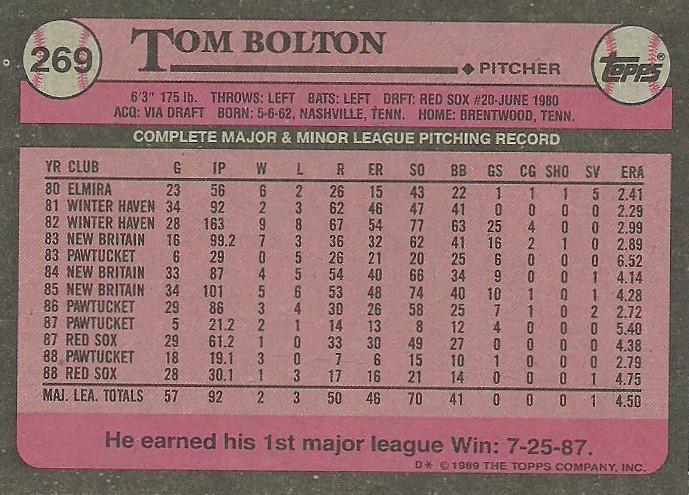 269
TOM BOLTON
PITCHER
TOPPS®
6'3" 175 lb. THROWS: LEFT BATS: LEFT DRFT: RED SOX #20-JUNE 1980
ACQ: VIA DRAFT BORN: 5-6-62, NASHVILLE, TENN. HOME: BRENTWOOD, TENN.
COMPLETE MAJOR & MINOR LEAGUE PITCHING RECORD
YR CLUB G IP W L R ER SO BB GS CG SHO SV ERA
80 ELMIRA 23 56 6 2 26 15 43 22 1 1 1 5 2.41
81 WINTER HAVEN 34 92 2 3 62 46 47 41 0 0 0 0 2.29
82 WINTER HAVEN 28 163 9 8 67 54 77 63 25 4 0 0 2.99
83 NEW BRITAIN 16 99.2 7 3 36 32 62 41 16 2 1 0 2.89
83 PAWTUCKET 6 29 0 5 26 21 20 25 6 0 0 0 6.52
84 NEW BRITAIN 33 87 4 5 54 40 66 34 9 0 0 1 4.14
85 NEW BRITAIN 34 101 5 6 53 48 74 40 10 1 0 1 4.28
86 PAWTUCKET 29 86 3 4 30 26 58 25 7 1 0 2 2.72
87 PAWTUCKET 5 21.2 2 1 14 13 8 12 4 0 0 0 5.40
87 RED SOX 29 61.2 1 0 33 30 49 27 0 0 0 0 4.38
88 PAWTUCKET 18 19.1 3 0 7 6 15 10 1 0 0 0 2.79
88 RED SOX 28 30.1 1 3 17 16 21 14 0 0 0 1 4.75
MAJ. LEA. TOTALS 57 92 2 3 50 46 70 41 0 0 0 1 4.50
He earned his 1st major league Win: 7-25-87.
D* © 1989 THE TOPPS COMPANY, INC.